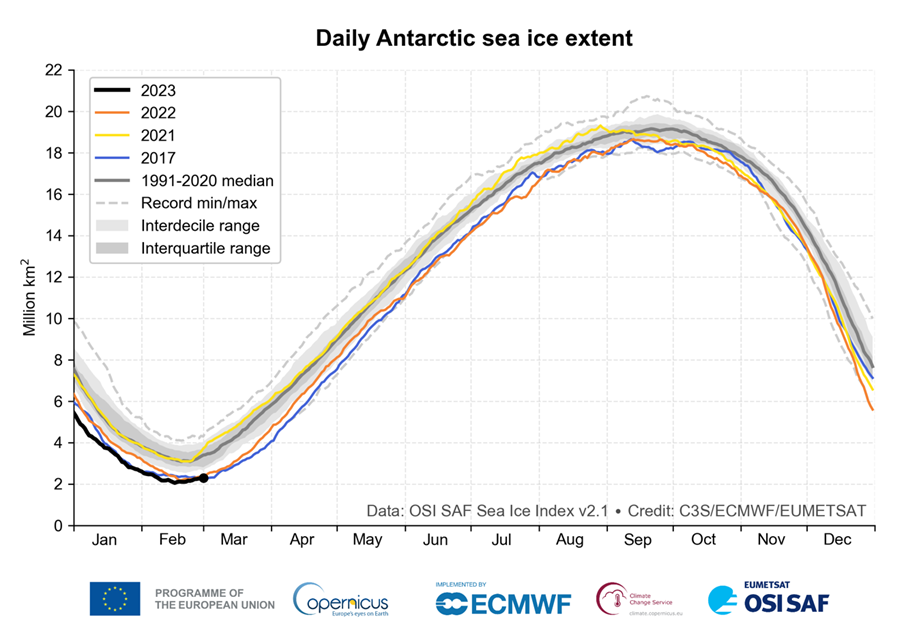 Daily Antarctic sea ice extent
22
20
18
16
14
12
10
8
6
4
2
0
Million km²
2023
2022
2021
2017
1991-2020 median
Record min/max
Interdecile range
Interquartile range
Data: OSI SAF Sea Ice Index v2.1 • Credit: C3S/ECMWF/EUMETSAT
Jan Feb Mar Apr May Jun Jul Aug Sep Oct Nov Dec
PROGRAMME OF
THE EUROPEAN UNION
opernicus
Europe's eyes on Earth
IMPLEMENTED BY
ECMWF
Climate
Change Service
climate.copernicus.eu
EUMETSAT
OSI SAF